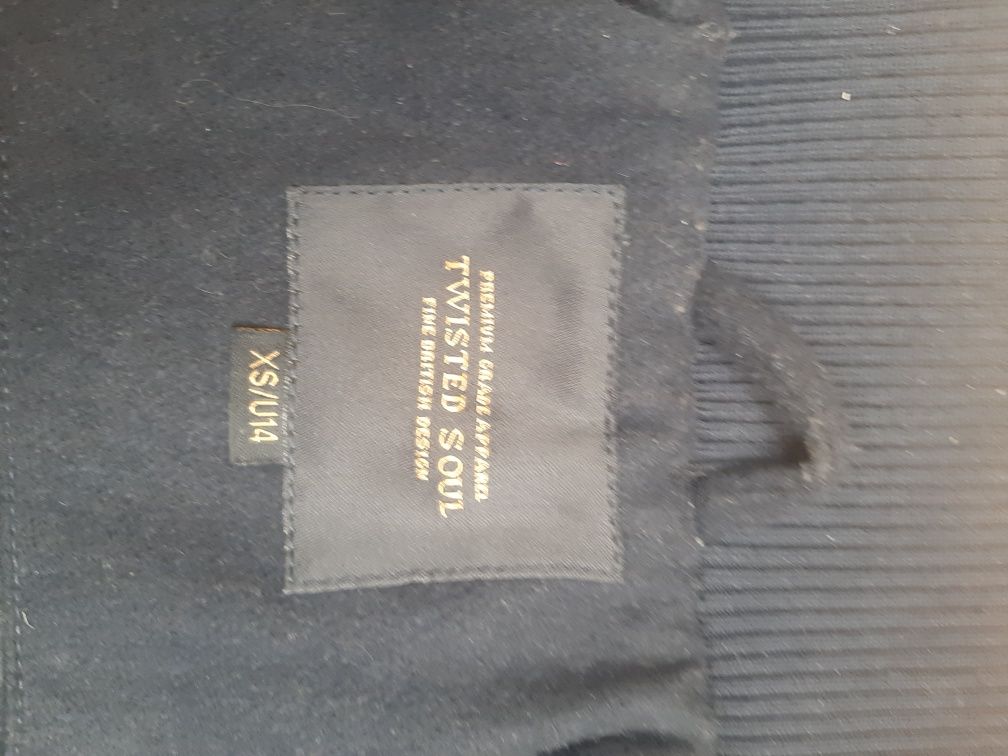 PREMIUM GRADE APPAREL
TWISTED SOUL
FINE BRITISH DESIGN
XS/U14